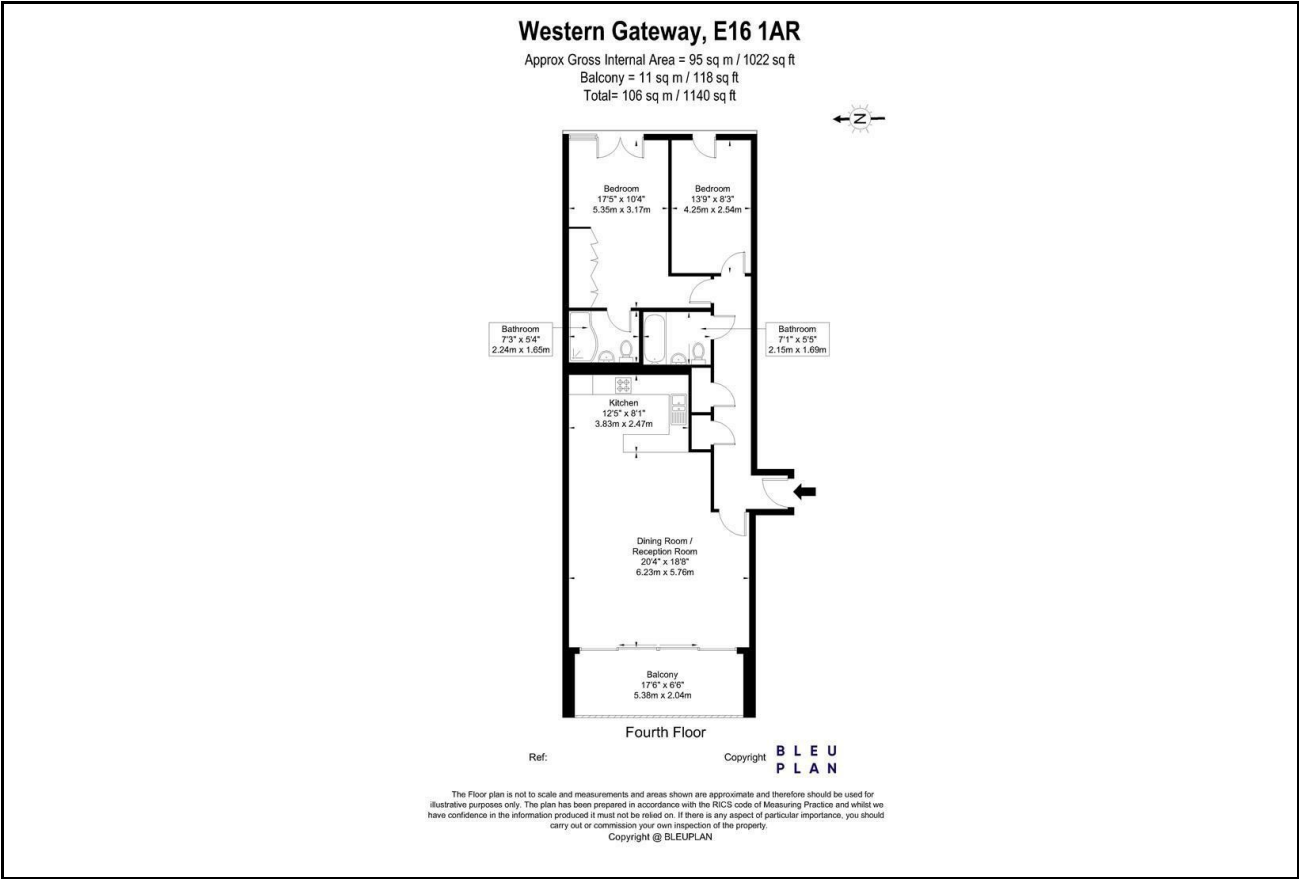 Western Gateway, E16 1AR
Approx Gross Internal Area = 95 sq m / 1022 sq ft
Balcony = 11 sq m / 118 sq ft
Total= 106 sq m / 1140 sq ft
N
Bedroom
17'5" x 10'4"
5.35m x 3.17m
Bedroom
13'9" x 8'3"
4.25m x 2.54m
Bathroom
7'3" x 5'4"
2.24m x 1.65m
Bathroom
7'1" x 5'5"
2.15m x 1.69m
Kitchen
12'5" x 8'1"
3.83m x 2.47m
Dining Room /
Reception Room
20'4" x 18'8"
6.23m x 5.76m
Balcony
17'6" x 6'6"
5.38m x 2.04m
Fourth Floor
Ref:
Copyright
BLEU
PLAN
The Floor plan is not to scale and measurements and areas shown are approximate and therefore should be used for
illustrative purposes only. The plan has been prepared in accordance with the RICS code of Measuring Practice and whilst we
have confidence in the information produced it must not be relied on. If there is any aspect of particular importance, you should
carry out or commission your own inspection of the property.
Copyright @ BLEUPLAN